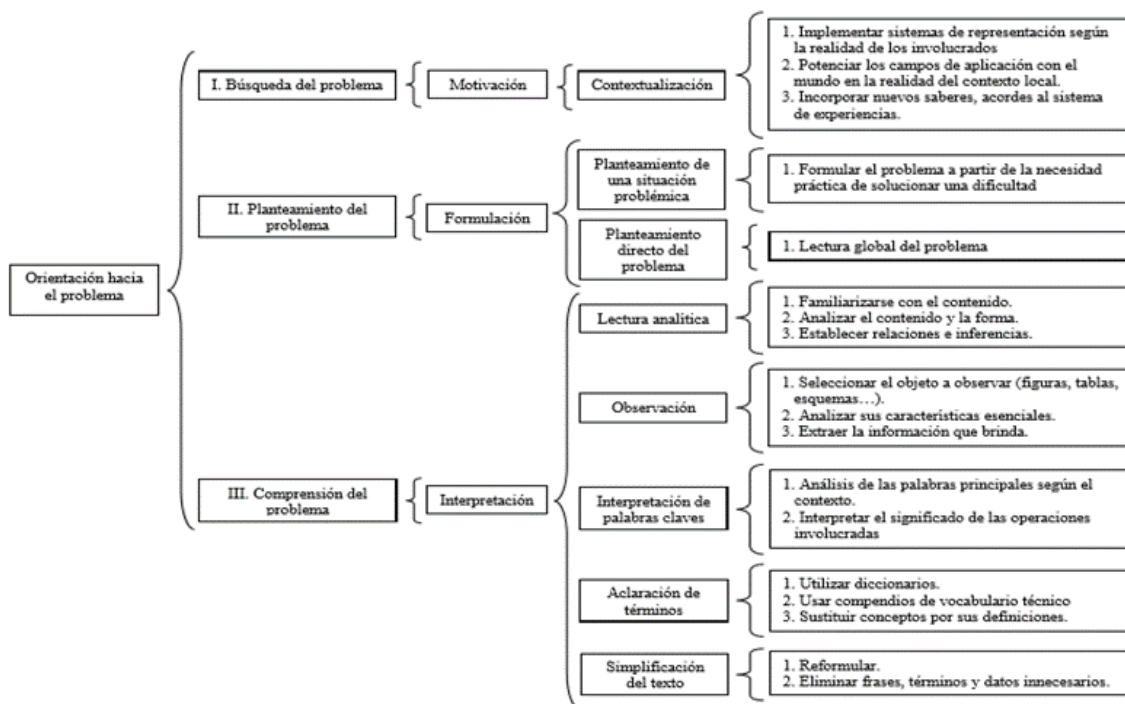 Orientación hacia
el problema
I. Búsqueda del problema
Motivación
Contextualización
1. Implementar sistemas de representación según
la realidad de los involucrados
2. Potenciar los campos de aplicación con el
mundo en la realidad del contexto local.
3. Incorporar nuevos saberes, acordes al sistema
de experiencias.
II. Planteamiento del
problema
Formulación
Planteamiento de
una situación
problémica
1. Formular el problema a partir de la necesidad
práctica de solucionar una dificultad
Planteamiento
directo del
problema
1. Lectura global del problema
III. Comprensión del
problema
Interpretación
Lectura analítica
1. Familiarizarse con el contenido.
2. Analizar el contenido y la forma.
3. Establecer relaciones e inferencias.
Observación
1. Seleccionar el objeto a observar (figuras, tablas,
esquemas…).
2. Analizar sus características esenciales.
3. Extraer la información que brinda.
Interpretación de
palabras claves
1. Análisis de las palabras principales según el
contexto.
2. Interpretar el significado de las operaciones
involucradas
Aclaración de
términos
1. Utilizar diccionarios.
2. Usar compendios de vocabulario técnico
3. Sustituir conceptos por sus definiciones.
Simplificación
del texto
1. Reformular.
2. Eliminar frases, términos y datos innecesarios.